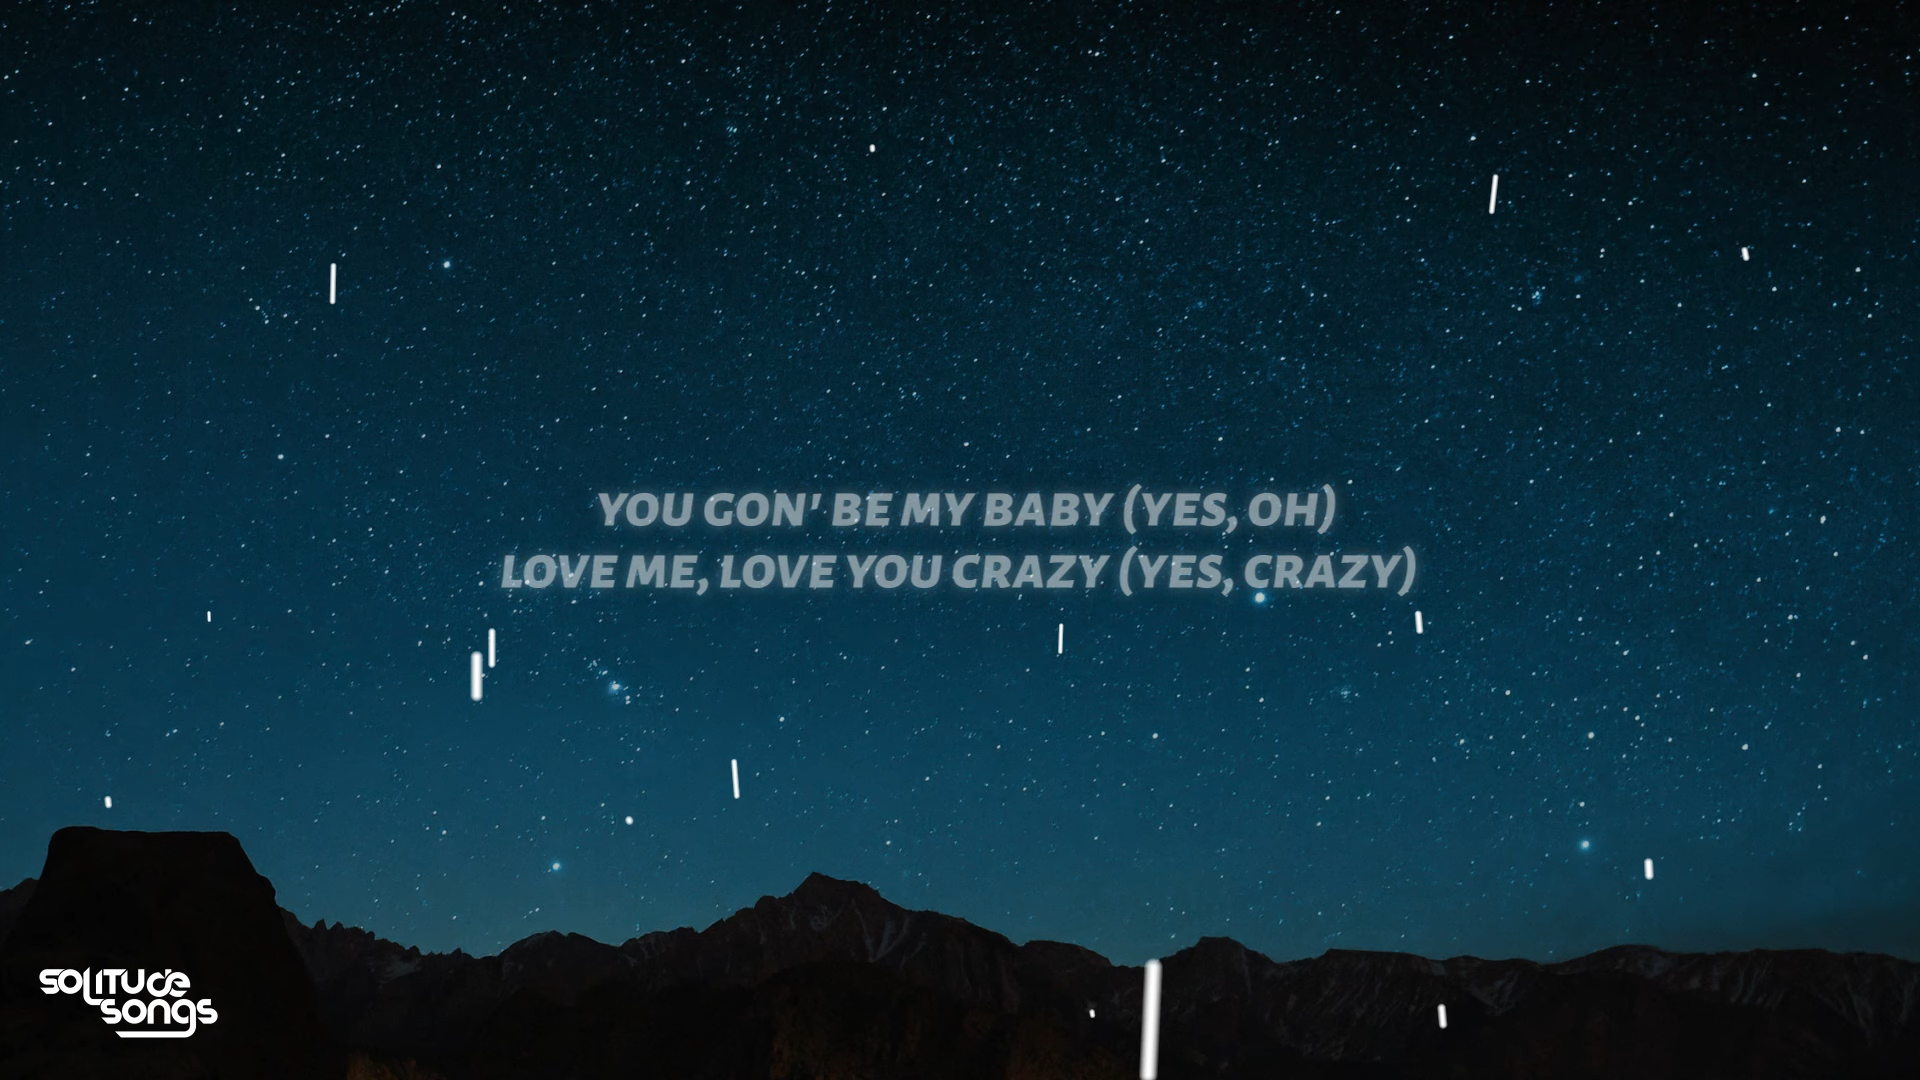 YOU GON' BE MY BABY (YES, OH)
LOVE ME, LOVE YOU CRAZY (YES, CRAZY)
SOLITUDE
SONGS